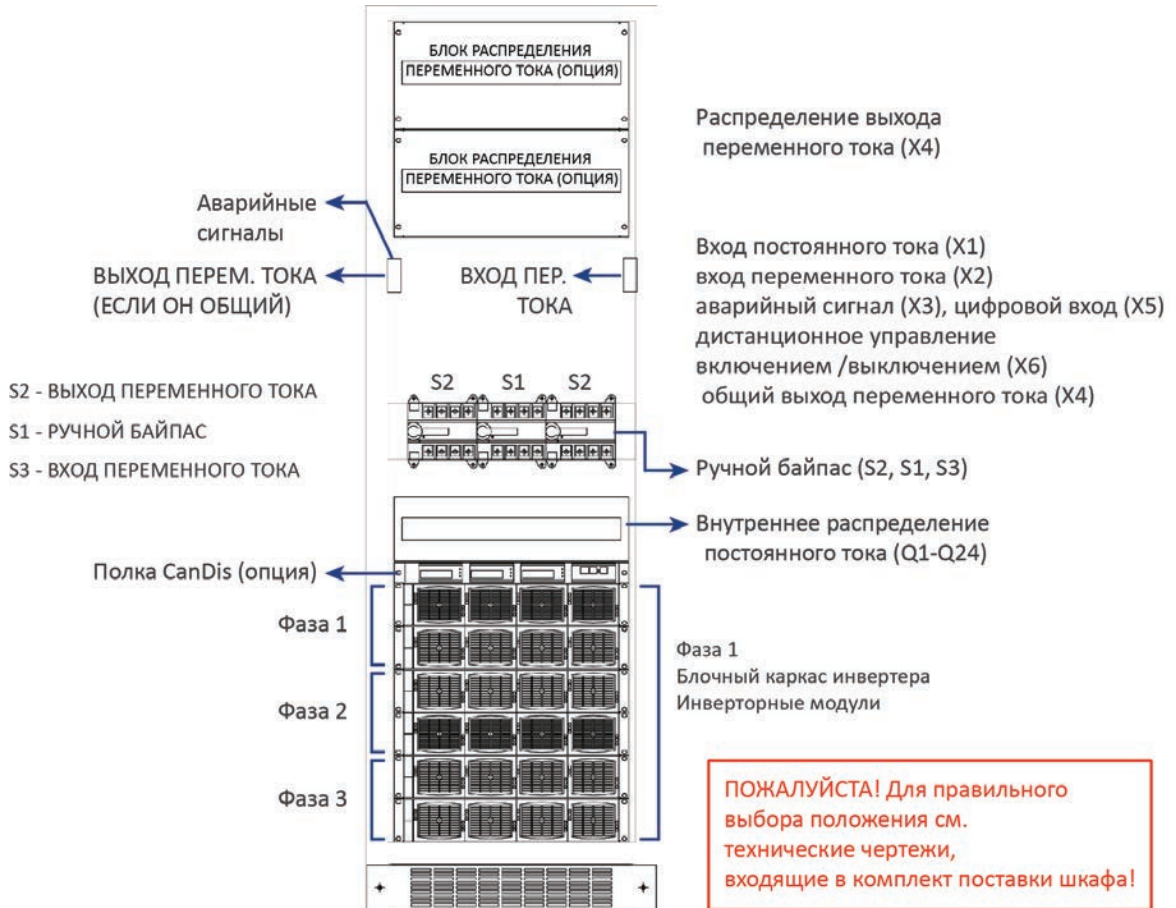 БЛОК РАСПРЕДЕЛЕНИЯ
ПЕРЕМЕННОГО ТОКА (ОПЦИЯ)
БЛОК РАСПРЕДЕЛЕНИЯ
ПЕРЕМЕННОГО ТОКА (ОПЦИЯ)
Распределение выхода
переменного тока (X4)
Аварийные
сигналы
ВЫХОД ПЕРЕМ. ТОКА
(ЕСЛИ ОН ОБЩИЙ)
ВХОД ПЕР.
ТОКА
Вход постоянного тока (X1)
вход переменного тока (X2)
аварийный сигнал (X3), цифровой вход (X5)
дистанционное управление
включением /выключением (X6)
общий выход переменного тока (X4)
S2 - ВЫХОД ПЕРЕМЕННОГО ТОКА
S1 - РУЧНОЙ БАЙПАС
S3 - ВХОД ПЕРЕМЕННОГО ТОКА
S2 S1 S2
Ручной байпас (S2, S1, S3)
Внутреннее распределение
постоянного тока (Q1-Q24)
Полка CanDis (опция)
Фаза 1
Фаза 2
Фаза 3
Фаза 1
Блочный каркас инвертера
Инверторные модули
ПОЖАЛУЙСТА! Для правильного
выбора положения см.
технические чертежи,
входящие в комплект поставки шкафа!